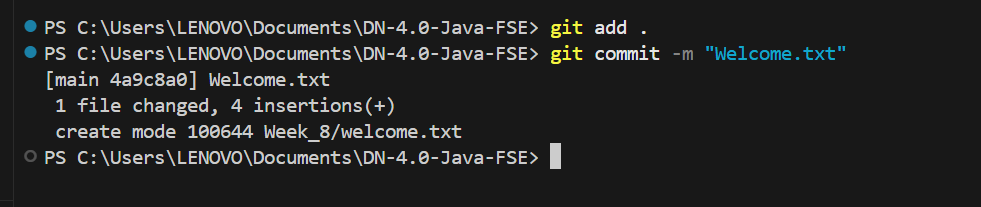 PS C:\Users\LENOVO\Documents\DN-4.0-Java-FSE> git add .
PS C:\Users\LENOVO\Documents\DN-4.0-Java-FSE> git commit -m "Welcome.txt"
[main 4a9c8a0] Welcome.txt
 1 file changed, 4 insertions(+)
 create mode 100644 Week_8/welcome.txt
PS C:\Users\LENOVO\Documents\DN-4.0-Java-FSE>